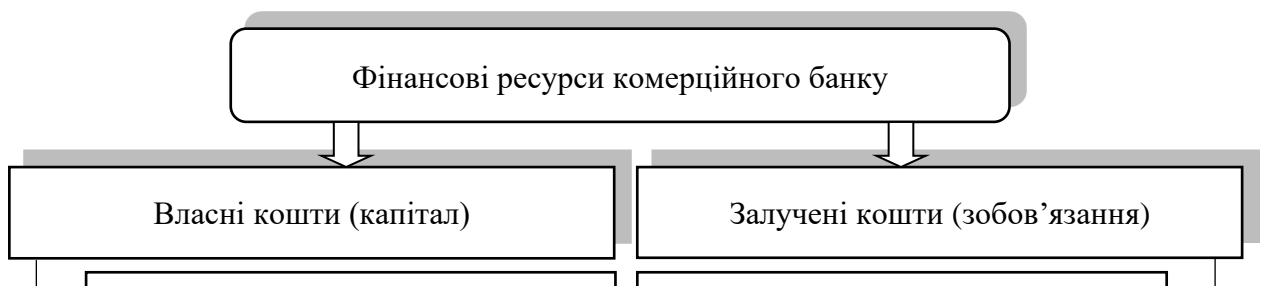 Фінансові ресурси комерційного банку
Власні кошти (капітал)
Залучені кошти (зобов’язання)